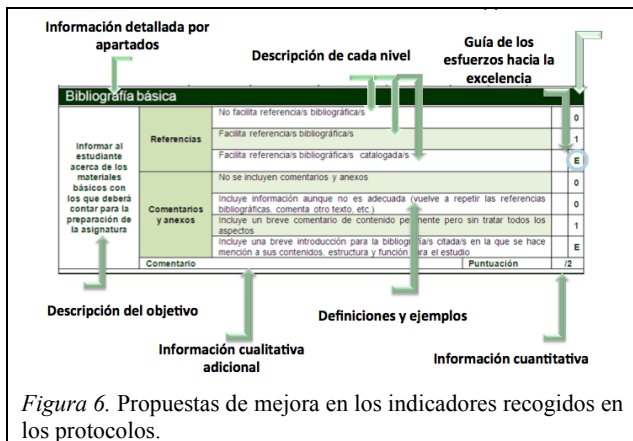 Información detallada por
apartados
Descripción de cada nivel
Guía de los
esfuerzos hacia la
excelencia
Bibliografía básica
Informar al
estudiante
acerca de los
materiales
básicos con
los que deberá
contar para la
preparación de
la asignatura
Referencias
No facilita referencia/s bibliográfica/s
0
Facilita referencia/s bibliográfica/s
1
Facilita referencia/s bibliográfica/s catalogada/s
E
Comentarios
y anexos
No se incluyen comentarios y anexos
0
Incluye información aunque no es adecuada (vuelve a repetir las referencias
bibliográficas, comenta otro texto, etc.)
0
Incluye un breve comentario de contenido pertinente pero sin tratar todos los
aspectos
1
Incluye una breve introducción para la bibliografía/s citada/s en la que se hace
mención a sus contenidos, estructura y función para el estudio
E
Comentario
Puntuación
/2
Descripción del objetivo
Definiciones y ejemplos
Información cualitativa
adicional
Información cuantitativa
Figura 6. Propuestas de mejora en los indicadores recogidos en
los protocolos.